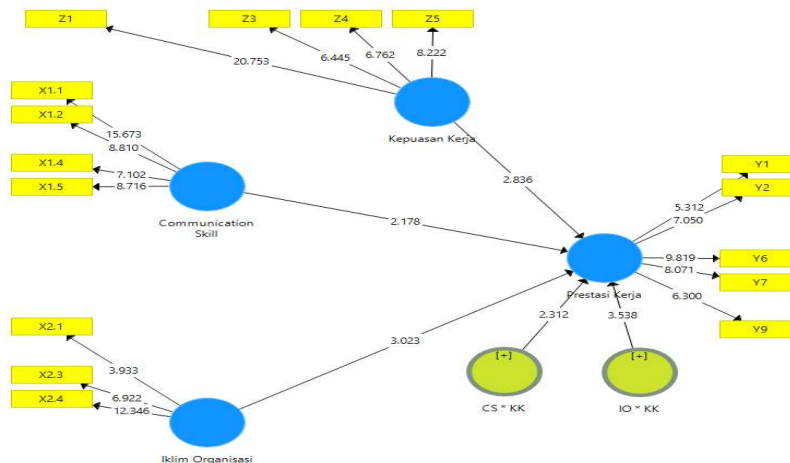 Z1
Z3
Z4
Z5
20.753
6.445
6.762
8.222
Kepuasan Kerja
X1.1
X1.2
X1.4
X1.5
15.673
8.810
7.102
8.716
Communication
Skill
2.836
2.178
3.023
Y1
Y2
Y6
Y7
Y9
5.312
7.050
9.819
8.071
6.300
Prestasi Kerja
2.312
3.538
[+]
[+]
CS * KK
IO * KK
X2.1
X2.3
X2.4
3.933
6.922
12.346
Iklim Organisasi